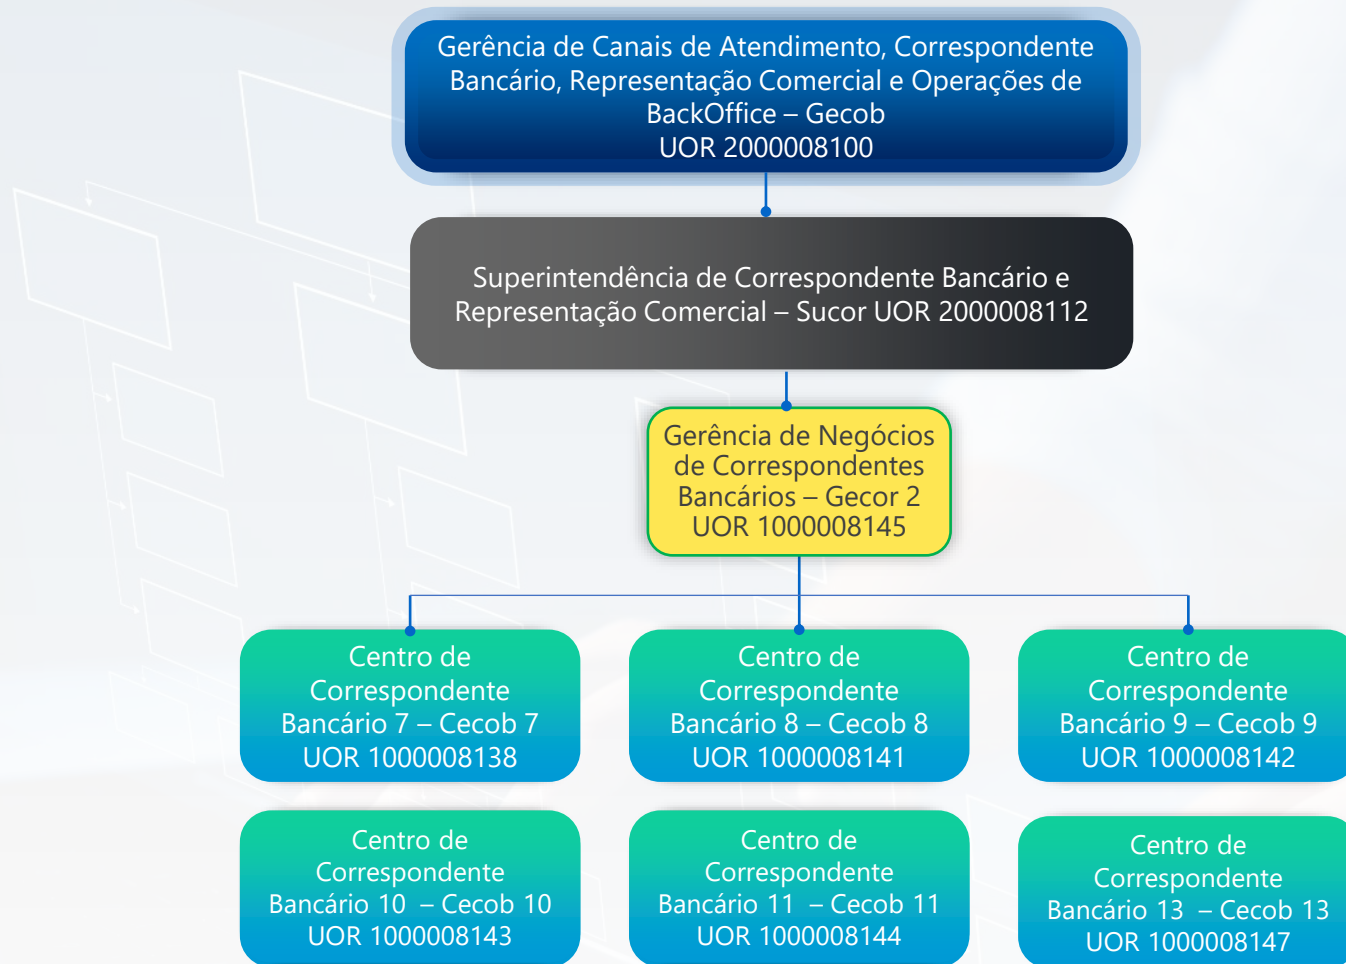 Gerência de Canais de Atendimento, Correspondente
Bancário, Representação Comercial e Operações de
BackOffice – Gecob
UOR 2000008100
Superintendência de Correspondente Bancário e
Representação Comercial – Sucor UOR 2000008112
Gerência de Negócios
de Correspondentes
Bancários – Gecor 2
UOR 1000008145
Centro de
Correspondente
Bancário 7 – Cecob 7
UOR 1000008138
Centro de
Correspondente
Bancário 8 – Cecob 8
UOR 1000008141
Centro de
Correspondente
Bancário 9 – Cecob 9
UOR 1000008142
Centro de
Correspondente
Bancário 10 – Cecob 10
UOR 1000008143
Centro de
Correspondente
Bancário 11 – Cecob 11
UOR 1000008144
Centro de
Correspondente
Bancário 13 – Cecob 13
UOR 1000008147